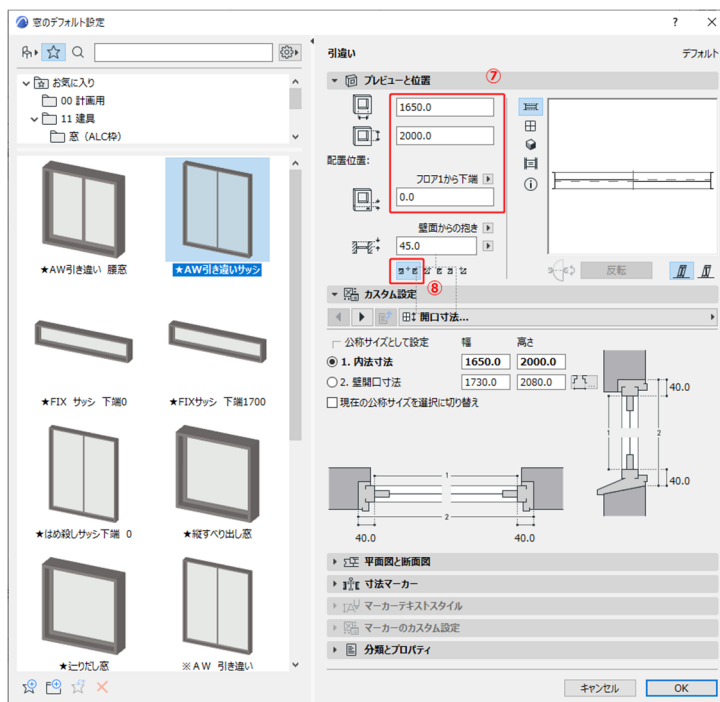 窓のデフォルト設定
?
お気に入り
00 計画用
11 建具
窓（ALC枠）
★AW引き違い 腰窓
★AW引き違いサッシ
★FIX サッシ 下端0
★FIXサッシ 下端1700
★はめ殺しサッシ下端 0
★縦すべり出し窓
★辷りだし窓
※AW 引き違い
引違い
デフォルト
プレビューと位置
⑦
1650.0
2000.0
配置位置:
フロア1から下端
0.0
壁面からの抱き
45.0
⑧
反転
カスタム設定
開口寸法...
公称サイズとして設定
幅
高さ
1. 内法寸法
1650.0
2000.0
2. 壁開口寸法
1730.0
2080.0
現在の公称サイズを選択に切り替え
40.0
1
2
40.0
1
2
40.0
40.0
平面図と断面図
寸法マーカー
マーカーテキストスタイル
マーカーのカスタム設定
分類とプロパティ
キャンセル
OK